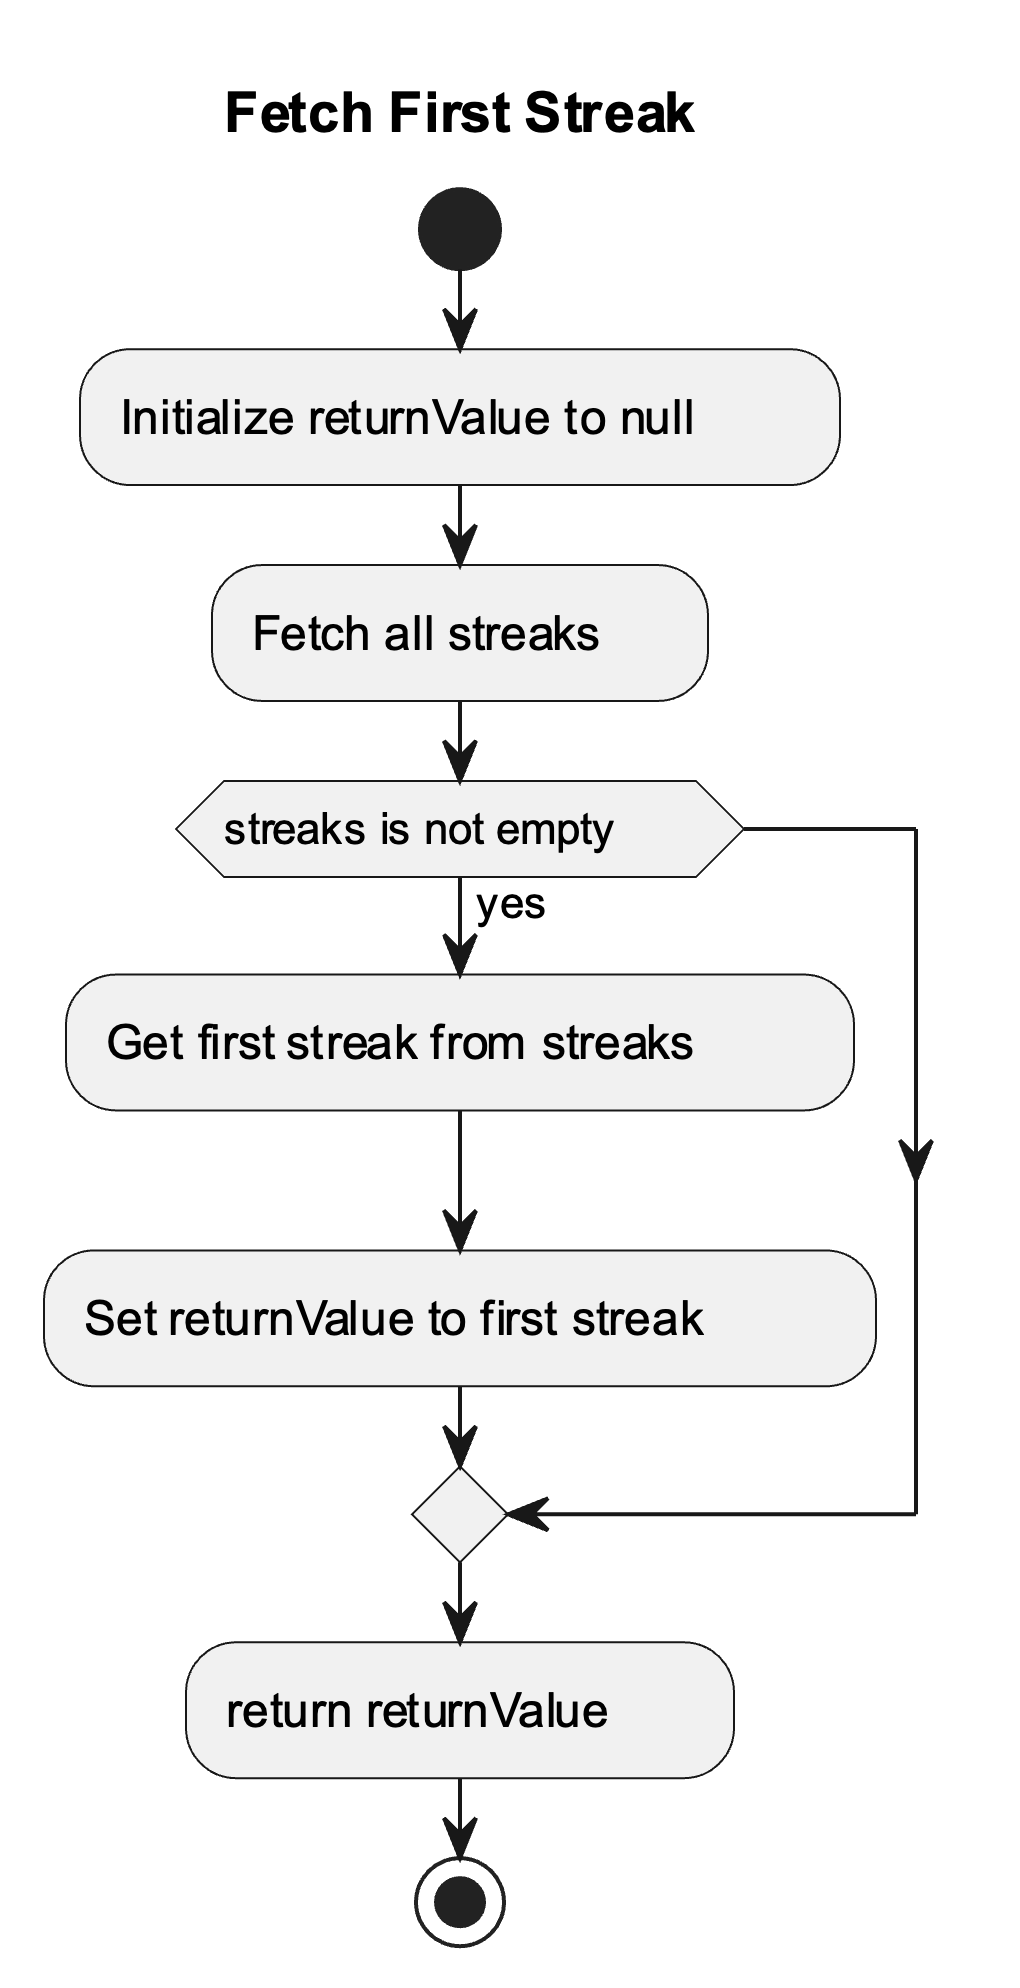 Fetch First Streak
Initialize returnValue to null
Fetch all streaks
streaks is not empty
yes
Get first streak from streaks
Set returnValue to first streak
return returnValue